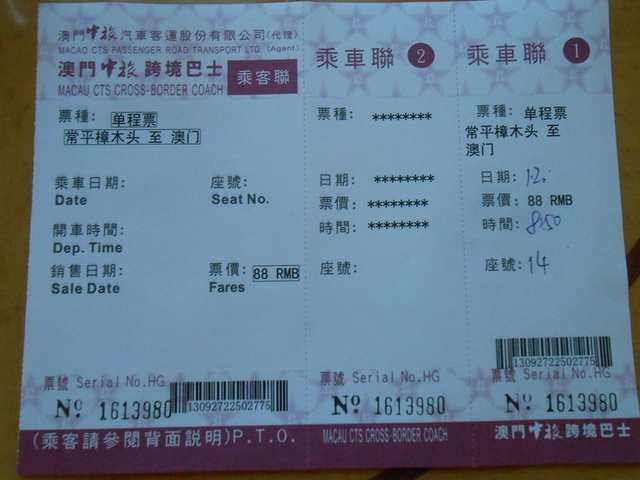 澳門中旅汽車客運股份有限公司(代理)
MACAO CTS PASSENGER ROAD TRANSPORT LTD (Agent)
澳門中旅跨境巴士
MACAU CTS CROSS-BORDER COACH
乘客聯
票種: 单程票
常平樟木头 至 澳门
乘車日期:
Date
座號:
Seat No.
開車時間:
Dep. Time
銷售日期:
Sale Date
票價: 88 RMB
Fares
票號 Serial No.HG
Nº 1613980
13092722502775
(乘客請參閱背面説明)P.T.O.
乘車聯 2
票種: ********
日期: ********
票價: ********
時間: ********
座號:
票號 Serial No.HG
Nº 1613980
MACAU CTS CROSS-BORDER COACH
乘車聯 1
票種: 单程票
常平樟木头 至
澳门
日期: 12.
票價: 88 RMB
時間: 8:50
座號: 14
13092722502775
票號 Serial No.HG
Nº 1613980
澳門中旅跨境巴士